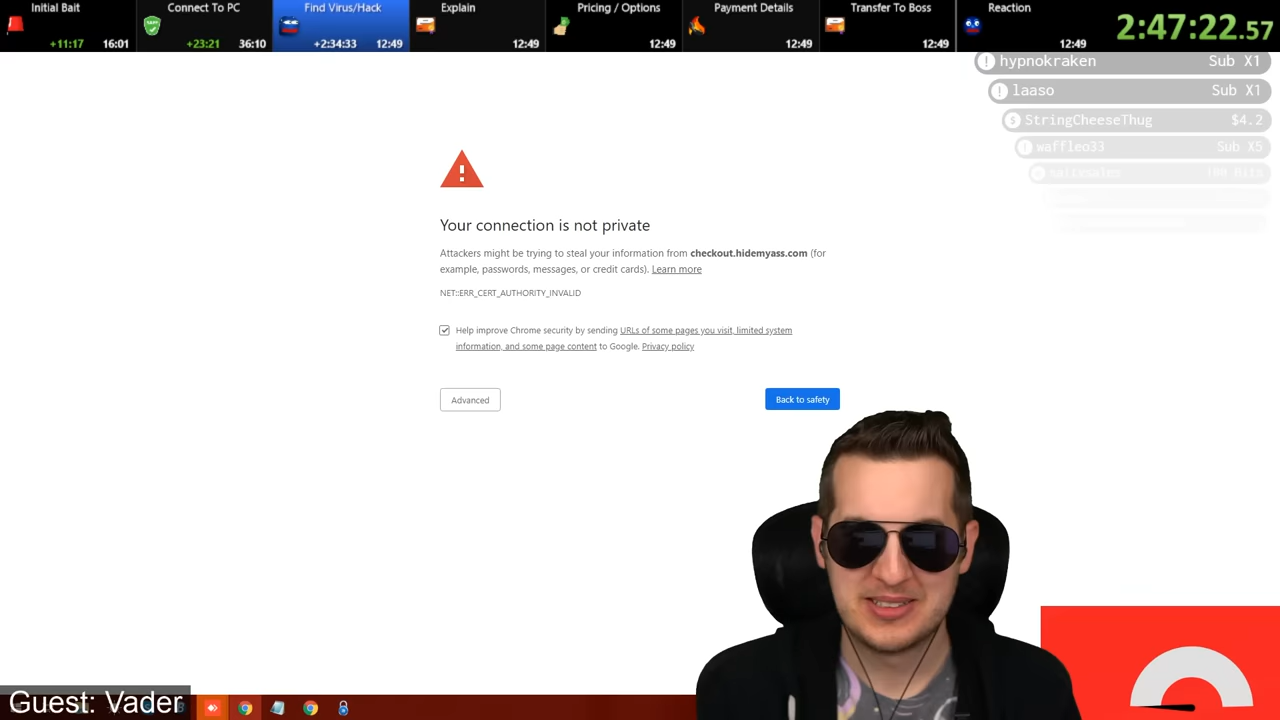 Initial Bait
+11:17 16:01
Connect To PC
+23:21 36:10
Find Virus/Hack
+2:34:33 12:49
Explain
12:49
Pricing / Options
12:49
Payment Details
12:49
Transfer To Boss
12:49
Reaction
12:49
2:47:22.57
hypnokraken Sub X1
laaso Sub X1
StringCheeseThug $4.2
waffleo33 Sub X5
Your connection is not private
Attackers might be trying to steal your information from checkout.hidemyass.com (for
example, passwords, messages, or credit cards). Learn more
NET::ERR_CERT_AUTHORITY_INVALID
Help improve Chrome security by sending URLs of some pages you visit, limited system
information, and some page content to Google. Privacy policy
Advanced
Back to safety
Guest: Vader